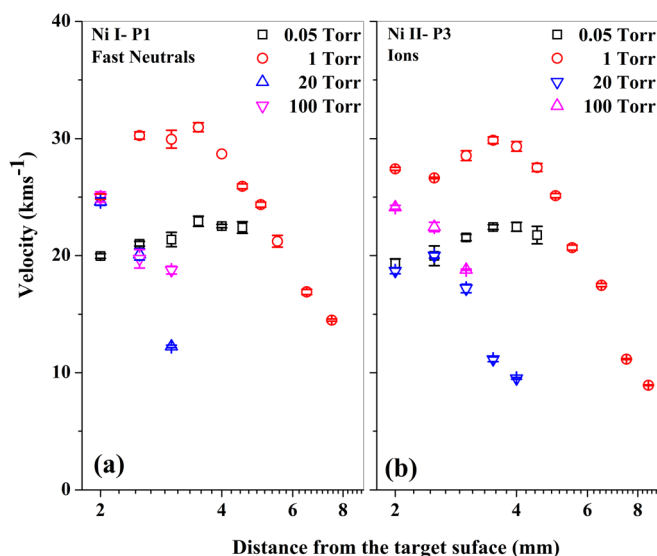 Ni I- P1
Fast Neutrals
0.05 Torr
1 Torr
20 Torr
100 Torr
Ni II- P3
Ions
0.05 Torr
1 Torr
20 Torr
100 Torr
40
30
20
10
0
Velocity (kms⁻¹)
(a)
(b)
2 4 6 8
2 4 6 8
Distance from the target suface (mm)